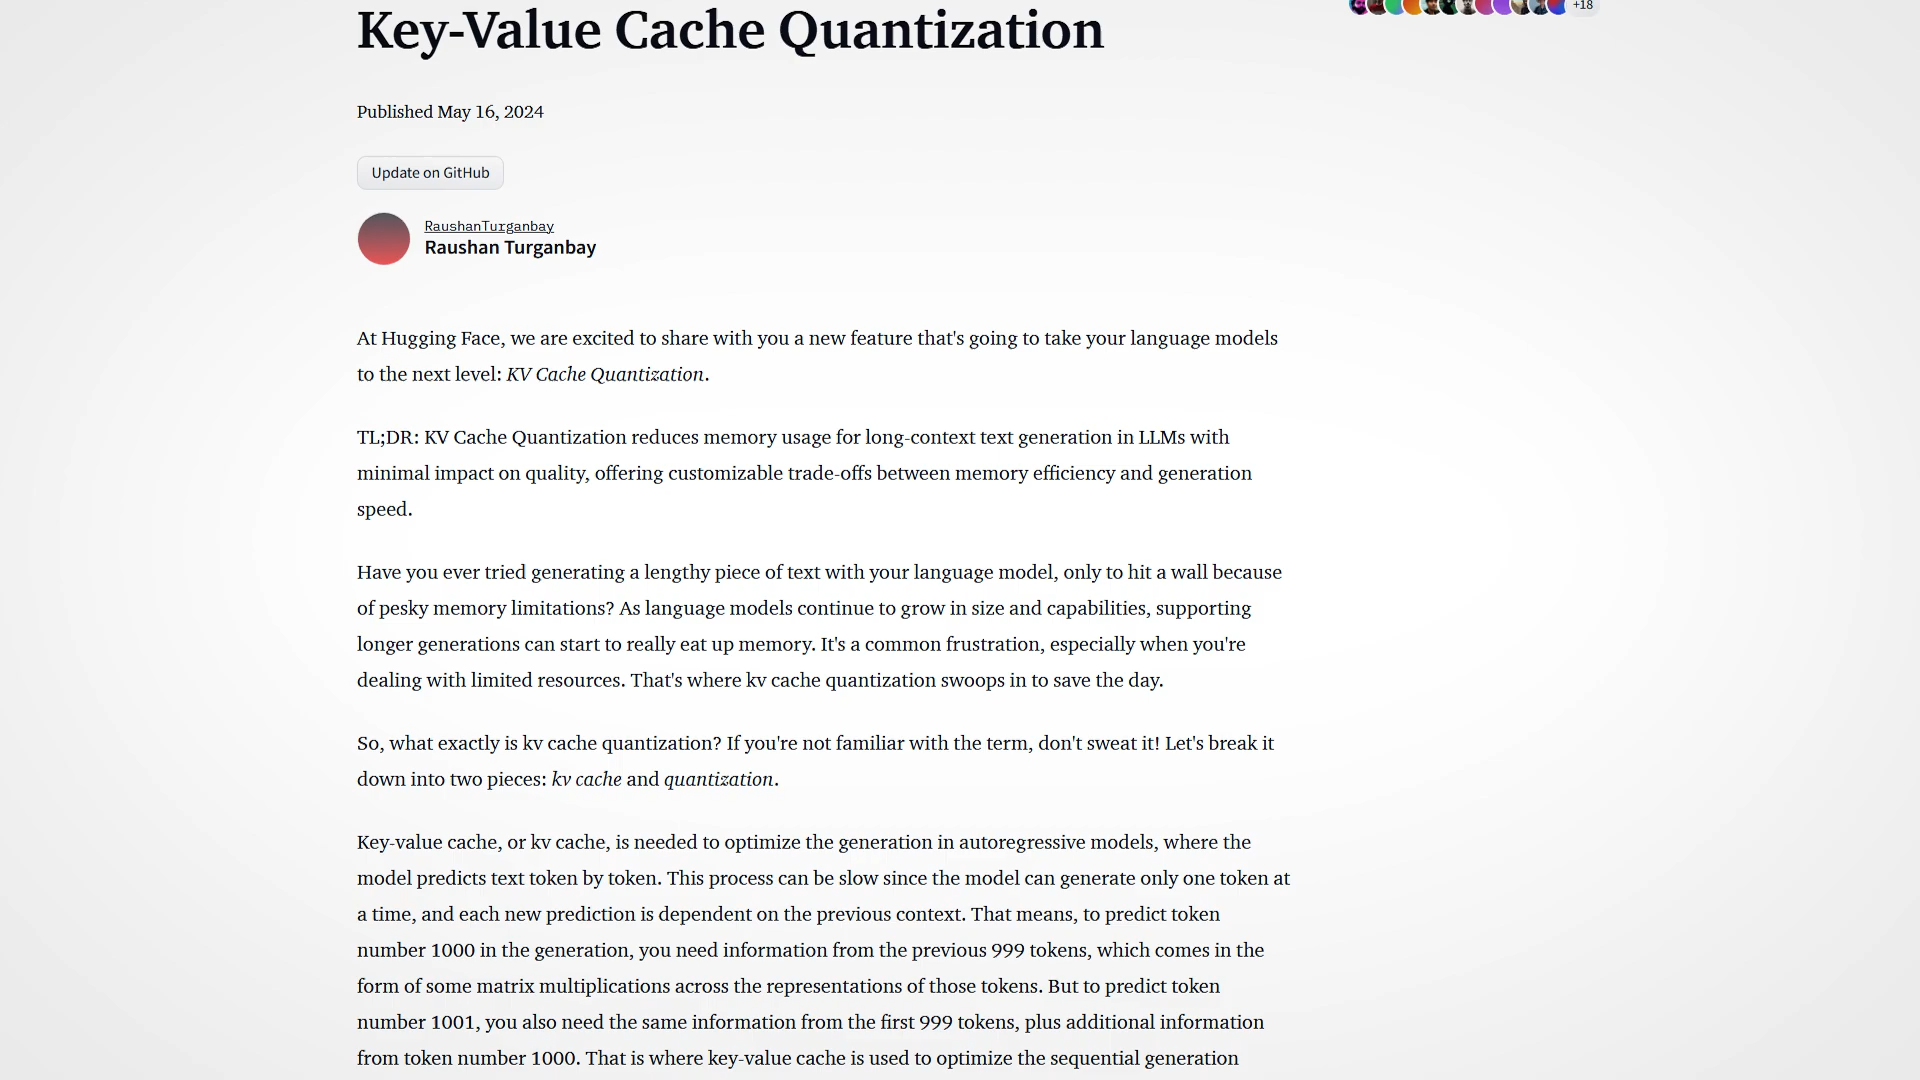 Key-Value Cache Quantization
+18
Published May 16, 2024
Update on GitHub
RaushanTurganbay
Raushan Turganbay
At Hugging Face, we are excited to share with you a new feature that's going to take your language models
to the next level: KV Cache Quantization.
TL;DR: KV Cache Quantization reduces memory usage for long-context text generation in LLMs with
minimal impact on quality, offering customizable trade-offs between memory efficiency and generation
speed.
Have you ever tried generating a lengthy piece of text with your language model, only to hit a wall because
of pesky memory limitations? As language models continue to grow in size and capabilities, supporting
longer generations can start to really eat up memory. It's a common frustration, especially when you're
dealing with limited resources. That's where kv cache quantization swoops in to save the day.
So, what exactly is kv cache quantization? If you're not familiar with the term, don't sweat it! Let's break it
down into two pieces: kv cache and quantization.
Key-value cache, or kv cache, is needed to optimize the generation in autoregressive models, where the
model predicts text token by token. This process can be slow since the model can generate only one token at
a time, and each new prediction is dependent on the previous context. That means, to predict token
number 1000 in the generation, you need information from the previous 999 tokens, which comes in the
form of some matrix multiplications across the representations of those tokens. But to predict token
number 1001, you also need the same information from the first 999 tokens, plus additional information
from token number 1000. That is where key-value cache is used to optimize the sequential generation